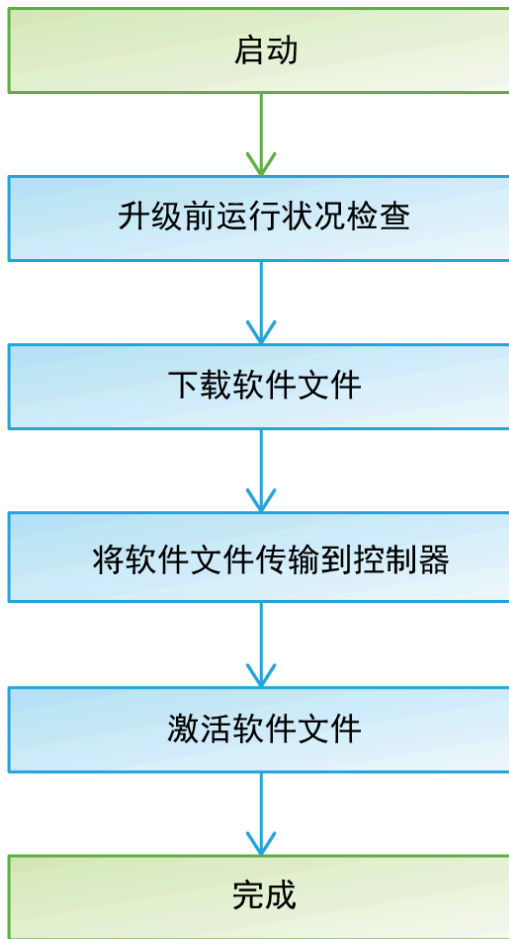 启动
升级前运行状况检查
下载软件文件
将软件文件传输到控制器
激活软件文件
完成